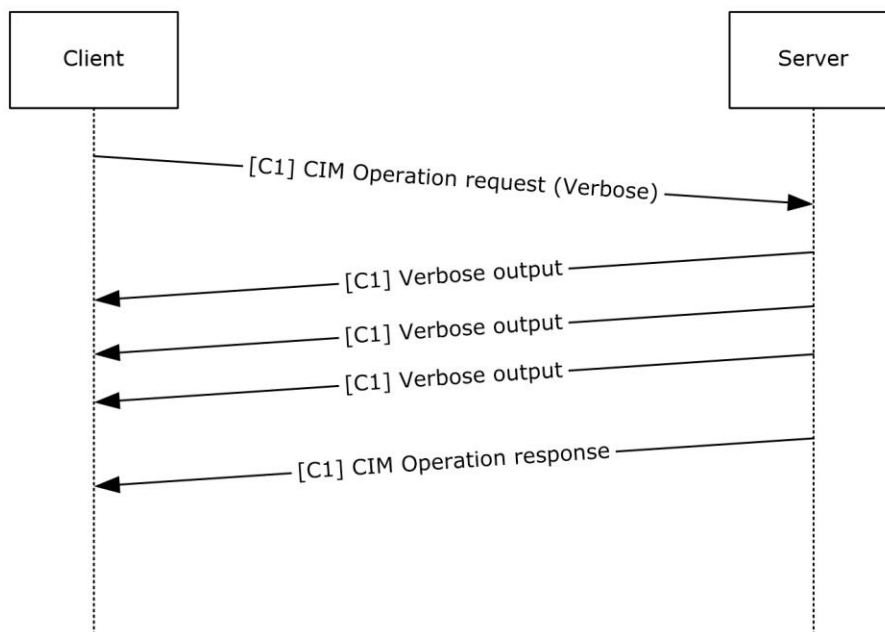 Client
Server
[C1] CIM Operation request (Verbose)
[C1] Verbose output
[C1] Verbose output
[C1] Verbose output
[C1] CIM Operation response